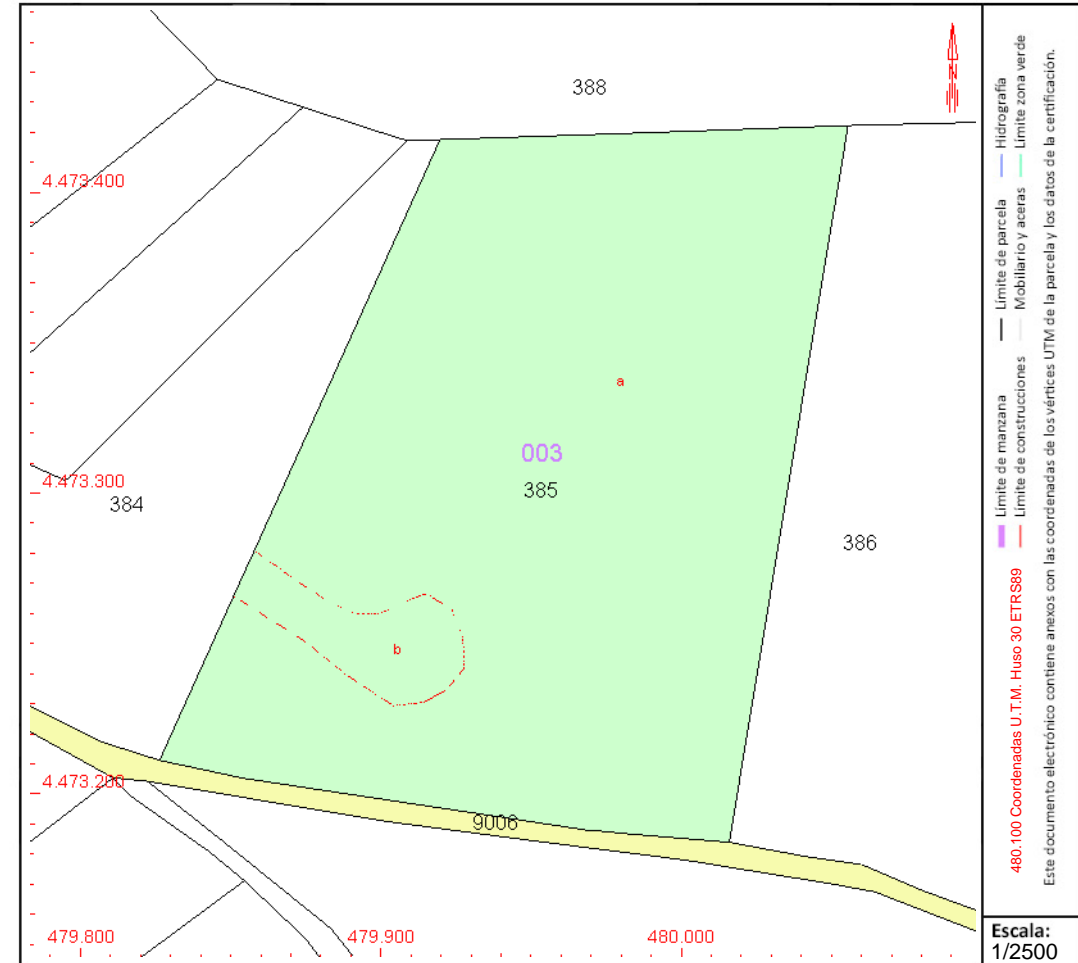 388
4.473.400
a
003
385
4.473.300
384
386
b
4.473.200
9006
479.800
479.900
480.000
N
Límite de manzana
Límite de parcela
Hidrografía
480.100 Coordenadas U.T.M. Huso 30 ETRS89
Límite de construcciones
Mobiliario y aceras
Límite zona verde
Este documento electrónico contiene anexos con las coordenadas de los vértices UTM de la parcela y los datos de la certificación.
Escala:
1/2500